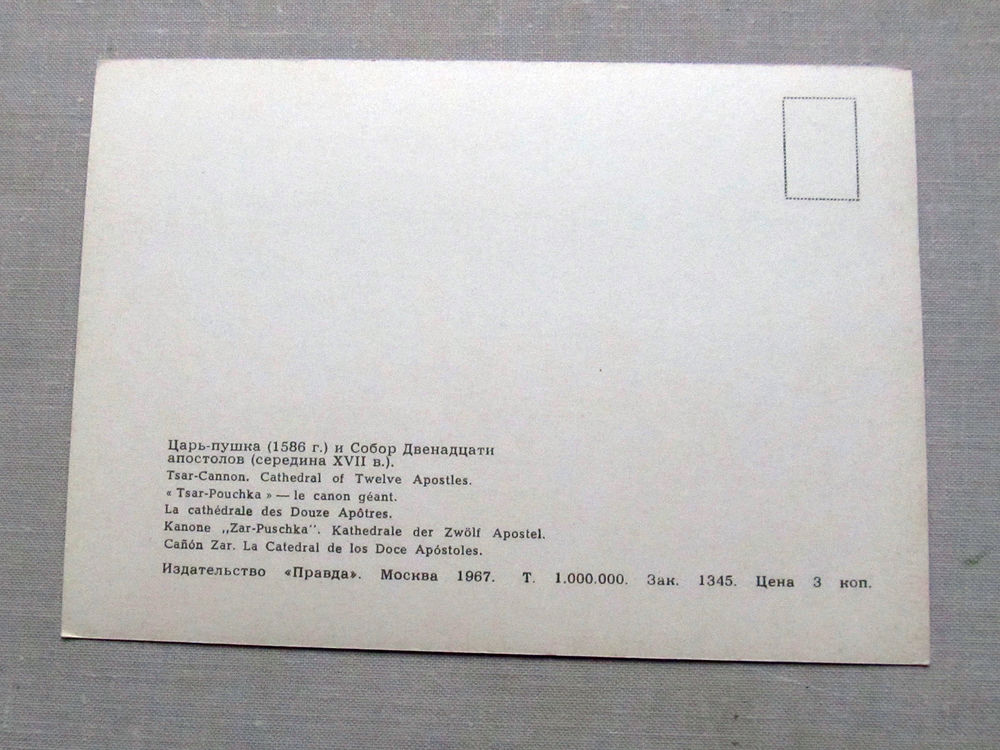 Царь-пушка (1586 г.) и Собор Двенадцати
апостолов (середина XVII в.).
Tsar-Cannon. Cathedral of Twelve Apostles.
« Tsar-Pouchka » — le canon géant.
La cathédrale des Douze Apôtres.
Kanone „Zar-Puschka“. Kathedrale der Zwölf Apostel.
Cañón Zar. La Catedral de los Doce Apóstoles.
Издательство «Правда». Москва 1967. Т. 1.000.000. Зак. 1345. Цена 3 коп.